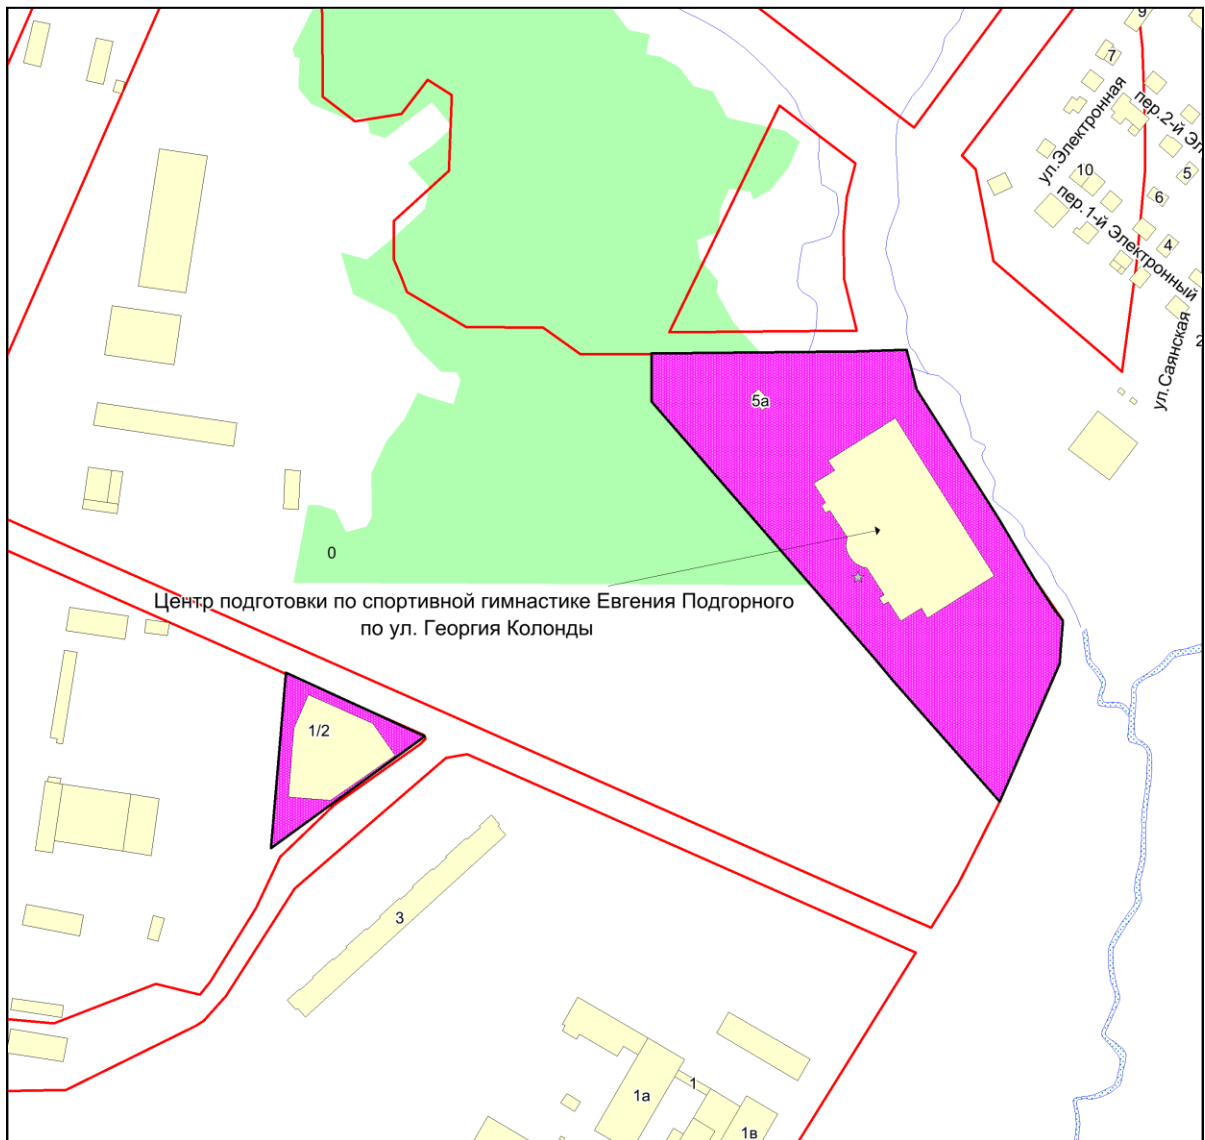 9
7
ул.Электронная
пер.2-й Эл
10
5
6
пер.1-й Электронный
4
ул.Саянская
2
5а
0
Центр подготовки по спортивной гимнастике Евгения Подгорного
по ул. Георгия Колонды
1/2
3
1
1а
1в